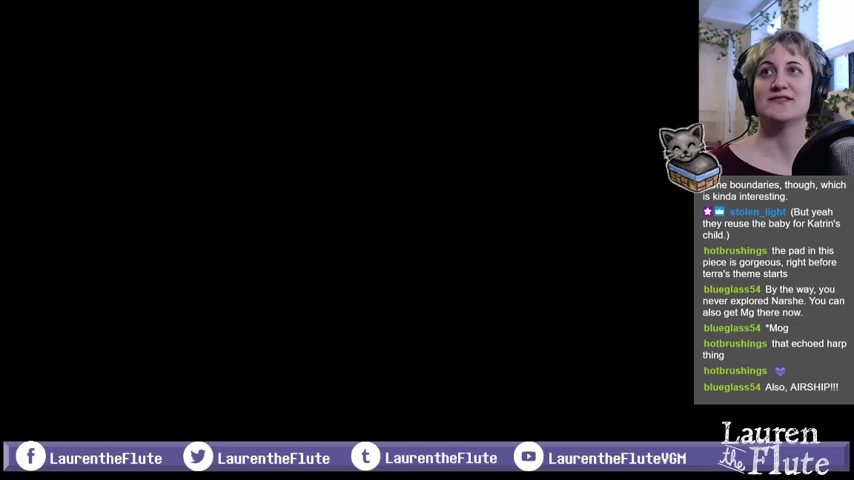 boundaries, though, which
is kinda interesting.
stolen_light (But yeah
they reuse the baby for Katrin's
child.)
hotbrushings the pad in this
piece is gorgeous, right before
terra's theme starts
blueglass54 By the way, you
never explored Narshe. You can
also get Mg there now.
blueglass54 *Mog
hotbrushings that echoed harp
thing
hotbrushings
blueglass54 Also, AIRSHIP!!!
Lauren
the Flute
LaurentheFlute LaurentheFlute LaurentheFlute LaurentheFluteVGM